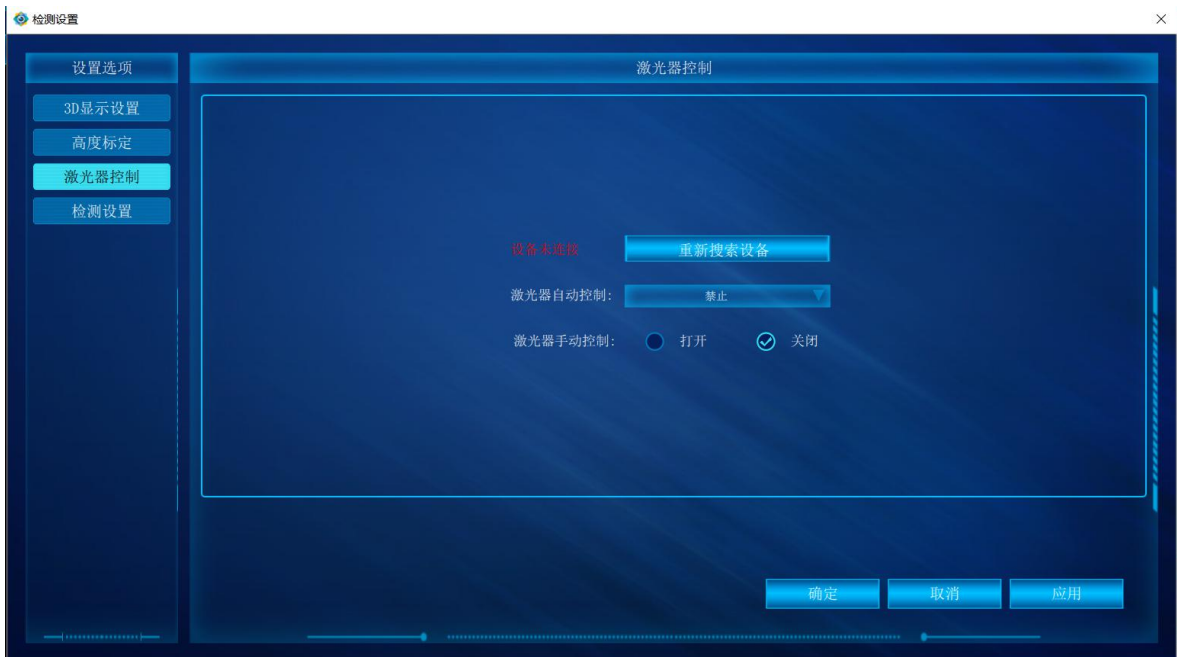 检测设置
设置选项
3D显示设置
高度标定
激光器控制
检测设置
激光器控制
设备未连接
重新搜索设备
激光器自动控制: 禁止
激光器手动控制: 打开 关闭
确定 取消 应用